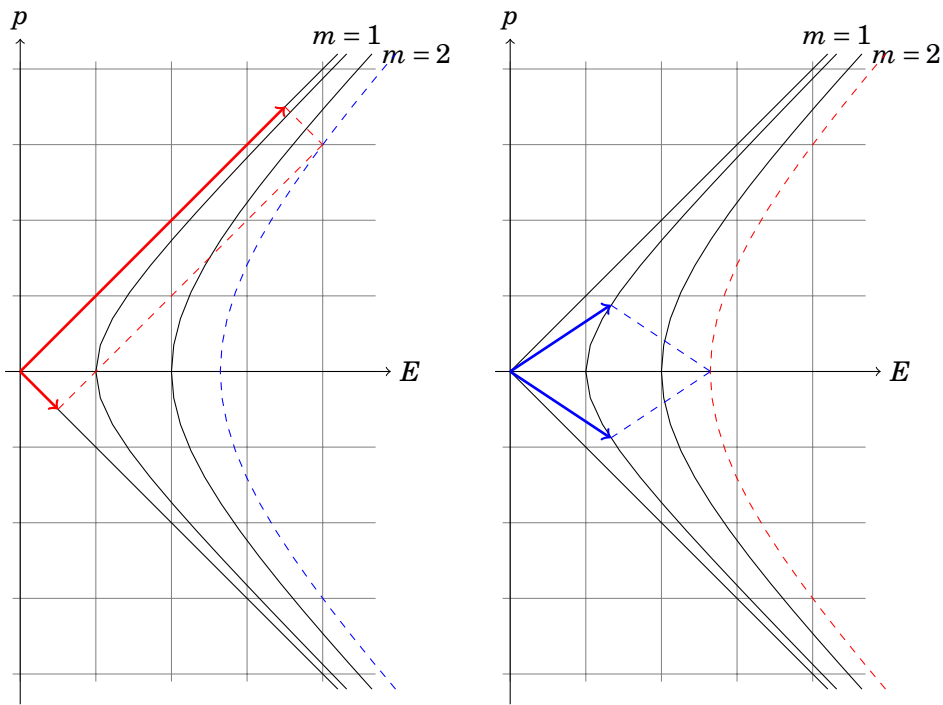 p
m = 1
m = 2
E
p
m = 1
m = 2
E